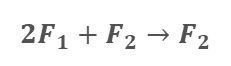 2F₁ + F₂ → F₂